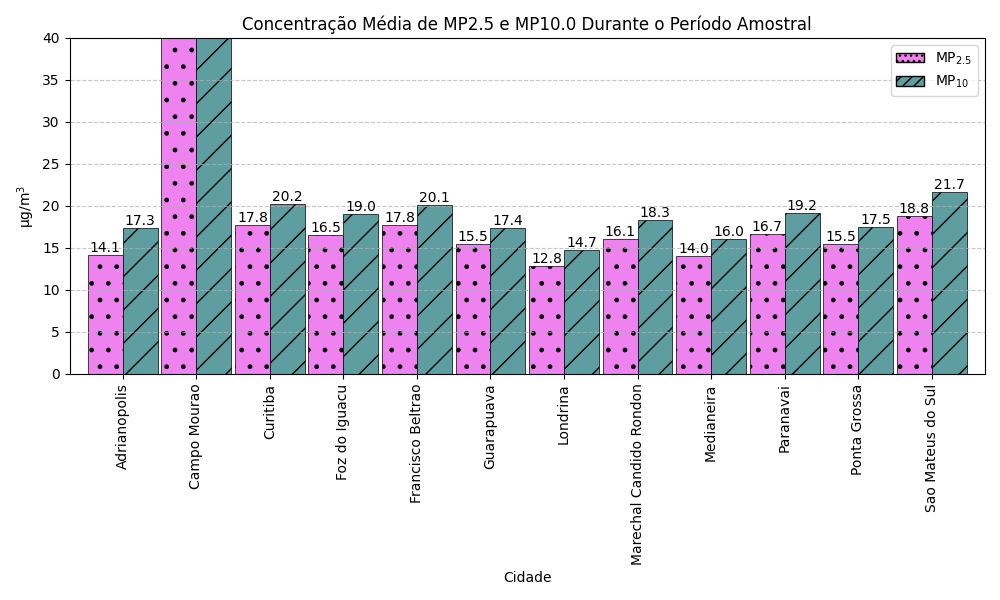 Concentração Média de MP2.5 e MP10.0 Durante o Período Amostral
MP2.5
MP10
µg/m³
40
35
30
25
20
15
10
5
0
14.1 17.3
17.8 20.2
16.5 19.0
17.8 20.1
15.5 17.4
12.8 14.7
16.1 18.3
14.0 16.0
16.7 19.2
15.5 17.5
18.8 21.7
Adrianopolis
Campo Mourao
Curitiba
Foz do Iguacu
Francisco Beltrao
Guarapuava
Londrina
Marechal Candido Rondon
Medianeira
Paranavai
Ponta Grossa
Sao Mateus do Sul
Cidade